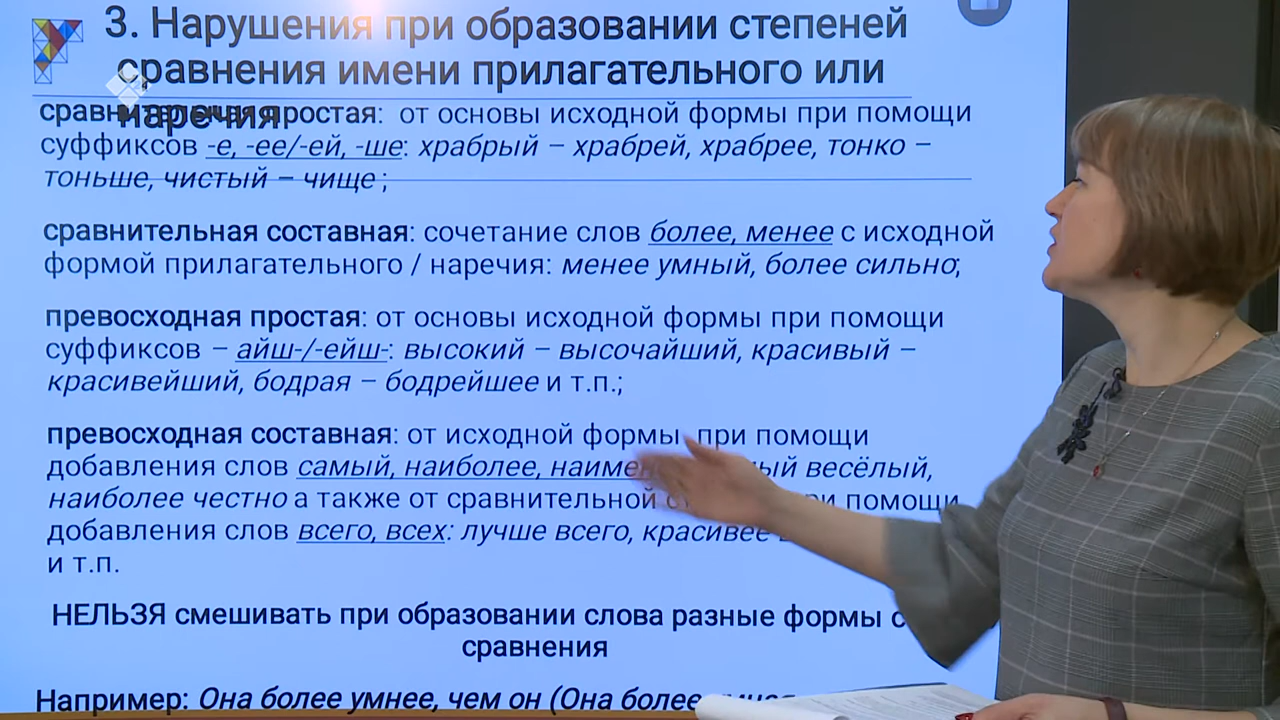 3. Нарушения при образовании степеней
сравнения имени прилагательного или
наречия
сравнительная простая: от основы исходной формы при помощи
суффиксов -е, -ее/-ей, -ше: храбрый – храбрей, храбрее, тонко –
тоньше, чистый – чище ;
сравнительная составная: сочетание слов более, менее с исходной
формой прилагательного / наречия: менее умный, более сильно;
превосходная простая: от основы исходной формы при помощи
суффиксов – айш-/-ейш-: высокий – высочайший, красивый –
красивейший, бодрая – бодрейшее и т.п.;
превосходная составная: от исходной формы при помощи
добавления слов самый, наиболее, весёлый,
наиболее честно а также от сравнительной при помощи
добавления слов всего, всех: лучше всего, красивее
и т.п.
НЕЛЬЗЯ смешивать при образовании слова разные формы
сравнения
Например: Она более умнее, чем он (Она более